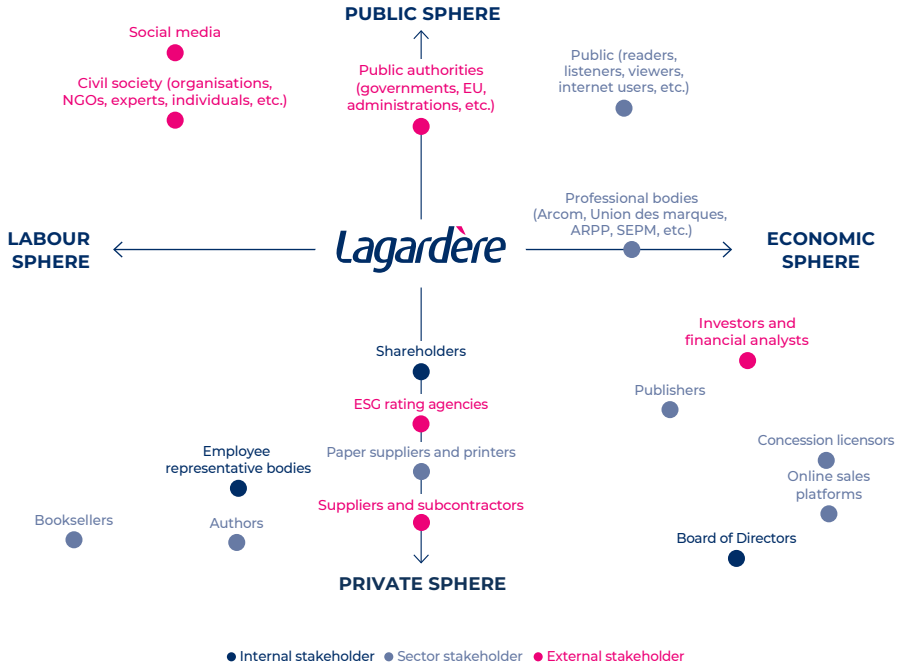 PUBLIC SPHERE
Social media
Civil society (organisations,
NGOs, experts, individuals, etc.)
Public authorities
(governments, EU,
administrations, etc.)
Public (readers,
listeners, viewers,
internet users, etc.)
LABOUR
SPHERE
Lagardère
Professional bodies
(Arcom, Union des marques,
ARPP, SEPM, etc.)
ECONOMIC
SPHERE
Shareholders
ESG rating agencies
Paper suppliers and printers
Suppliers and subcontractors
Employee
representative bodies
Booksellers
Authors
Investors and
financial analysts
Publishers
Concession licensors
Online sales
platforms
Board of Directors
PRIVATE SPHERE
Internal stakeholder
Sector stakeholder
External stakeholder